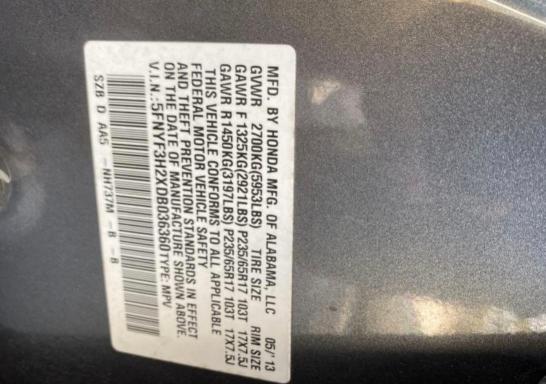 MFD. BY HONDA MFG. OF ALABAMA, LLC 05/'13
GVWR 2700KG(5953LBS) TIRE SIZE RIM SIZE
GAWR F 1325KG(2921LBS) P235/65R17 103T 17X7.5J
GAWR R1450KG(3197LBS) P235/65R17 103T 17X7.5J
THIS VEHICLE CONFORMS TO ALL APPLICABLE
FEDERAL MOTOR VEHICLE SAFETY
AND THEFT PREVENTION STANDARDS IN EFFECT
ON THE DATE OF MANUFACTURE SHOWN ABOVE.
V.I.N.:5FNYF3H2XDB036360 TYPE:MPV
SZB D AA5 -NH737M -B -B